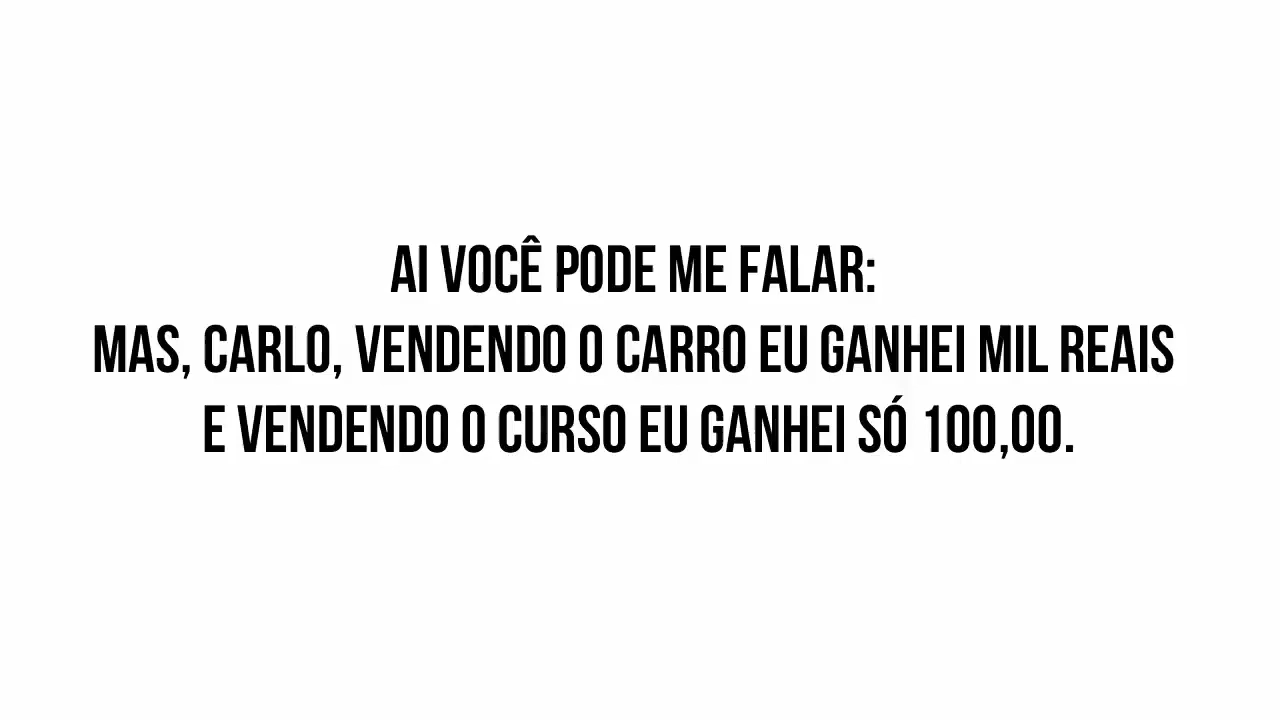 AI VOCÊ PODE ME FALAR:
MAS, CARLO, VENDENDO O CARRO EU GANHEI MIL REAIS
E VENDENDO O CURSO EU GANHEI SÓ 100,00.